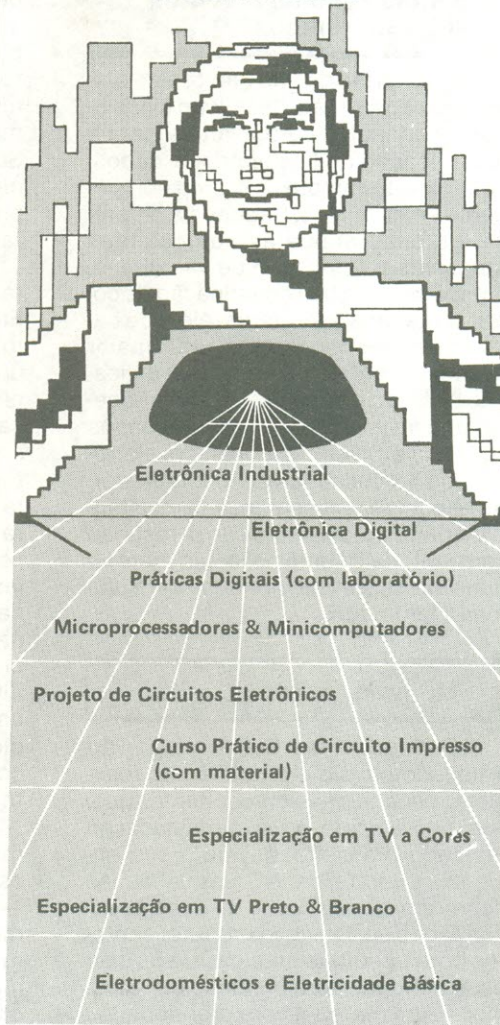 Eletrônica Industrial
Eletrônica Digital
Práticas Digitais (com laboratório)
Microprocessadores & Minicomputadores
Projeto de Circuitos Eletrônicos
Curso Prático de Circuito Impresso
(com material)
Especialização em TV a Cores
Especialização em TV Preto & Branco
Eletrodomésticos e Eletricidade Básica